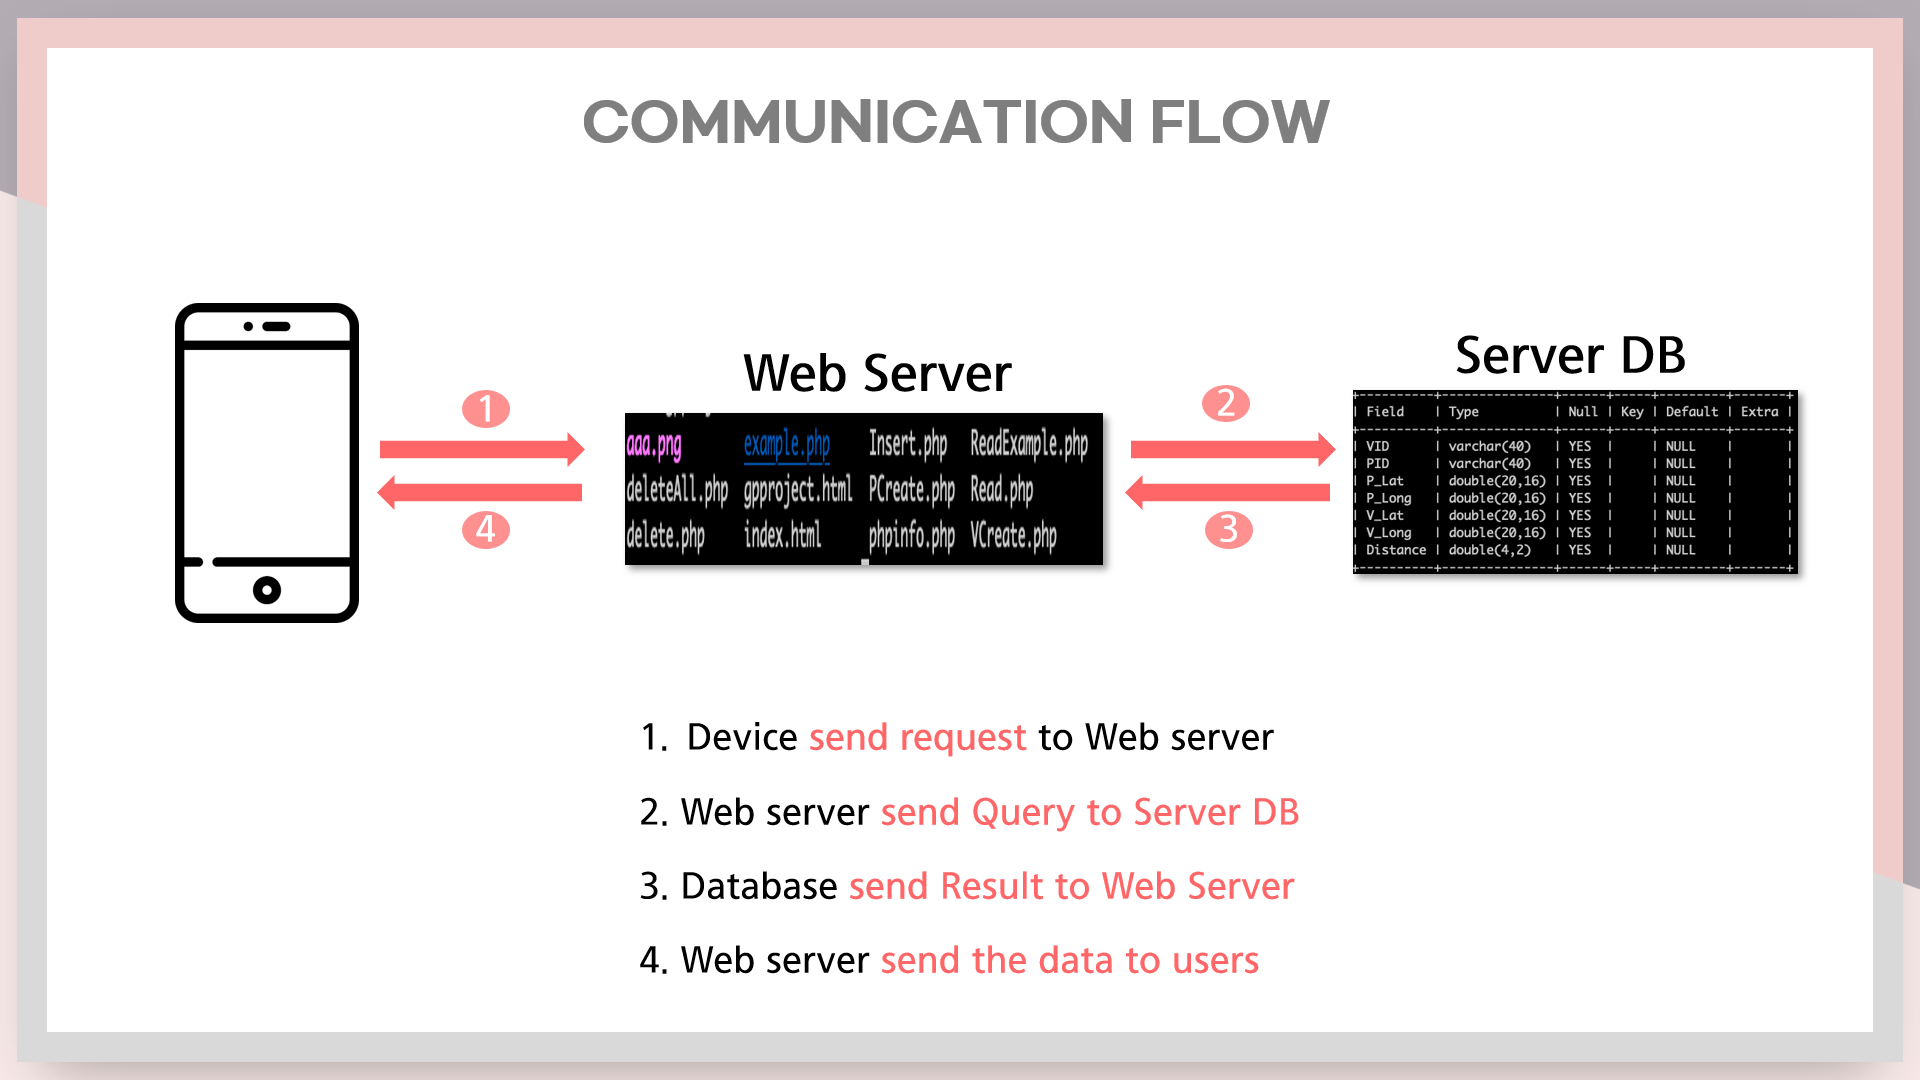 COMMUNICATION FLOW
Web Server
Server DB
1
2
4
3
aaa.png example.php Insert.php ReadExample.php
deleteAll.php gpproject.html PCreate.php Read.php
delete.php index.html phpinfo.php VCreate.php
| Field | Type | Null | Key | Default | Extra |
| VID | varchar(40) | YES | | NULL | |
| PID | varchar(40) | YES | | NULL | |
| P_Lat | double(20,16) | YES | | NULL | |
| P_Long | double(20,16) | YES | | NULL | |
| V_Lat | double(20,16) | YES | | NULL | |
| V_Long | double(20,16) | YES | | NULL | |
| Distance | double(4,2) | YES | | NULL | |
1. Device send request to Web server
2. Web server send Query to Server DB
3. Database send Result to Web Server
4. Web server send the data to users